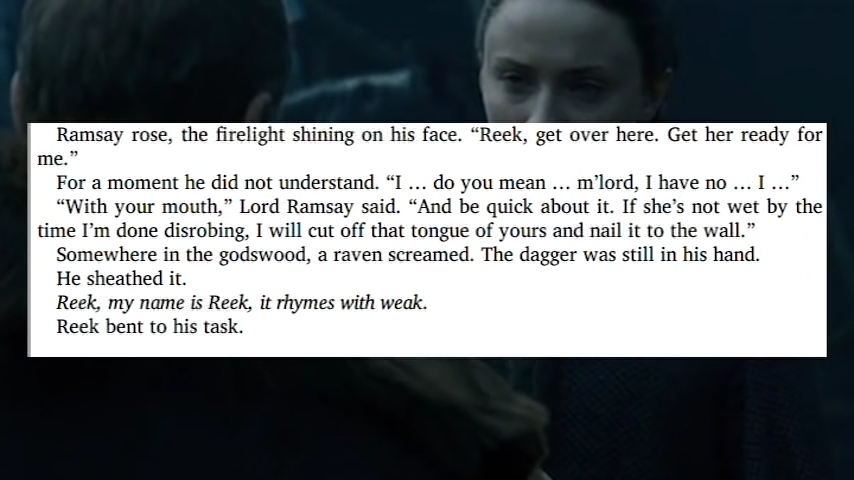 Ramsay rose, the firelight shining on his face. “Reek, get over here. Get her ready for
me.”
For a moment he did not understand. “I … do you mean … m’lord, I have no … I …”
“With your mouth,” Lord Ramsay said. “And be quick about it. If she’s not wet by the
time I’m done disrobing, I will cut off that tongue of yours and nail it to the wall.”
Somewhere in the godswood, a raven screamed. The dagger was still in his hand.
He sheathed it.
Reek, my name is Reek, it rhymes with weak.
Reek bent to his task.